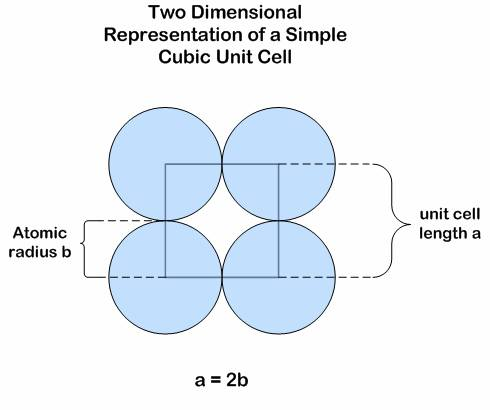 Two Dimensional
Representation of a Simple
Cubic Unit Cell
Atomic
radius b
unit cell
length a
a = 2b